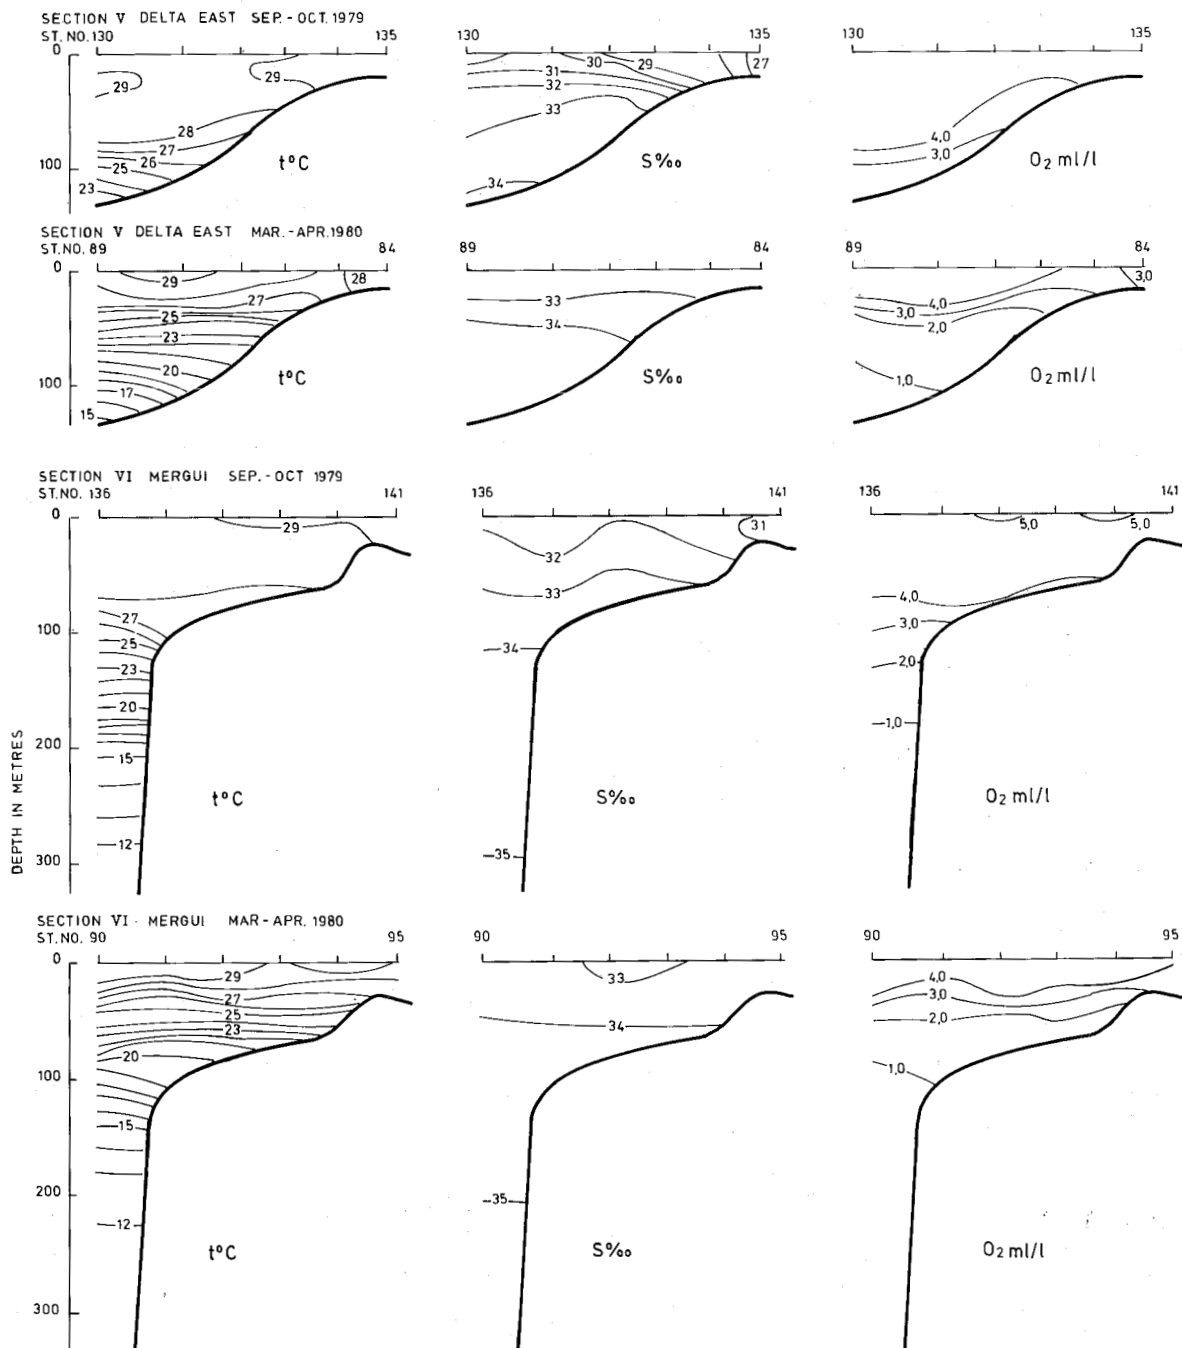 SECTION V DELTA EAST SEP.-OCT. 1979
ST. NO. 130 135 130 135 130 135
0
29 29 31 30 29 27
32
33
28 4,0
27 3,0
26
100 25 t°C S‰ O₂ ml/l
23 34
SECTION V DELTA EAST MAR.-APR. 1980
ST. NO. 89 84 89 84 89 84
0
29 28 3,0
27 33 4,0
25 3,0
23 34 2,0
20 t°C S‰ O₂ ml/l
100 17 1,0
15
SECTION VI MERGUI SEP.-OCT 1979
ST. NO. 136 141 136 141 136 141
0
29 31 5,0 5,0
32
33 4,0
27 3,0
100
25 34
23 2,0
20 1,0
200
15
t°C S‰ O₂ ml/l
12 35
300
DEPTH IN METRES
SECTION VI MERGUI MAR-APR. 1980
ST. NO. 90 95 90 95 90 95
0
29 33 4,0
27 3,0
25 2,0
23 34
20 1,0
100
15
200 35
12
t°C S‰ O₂ ml/l
300